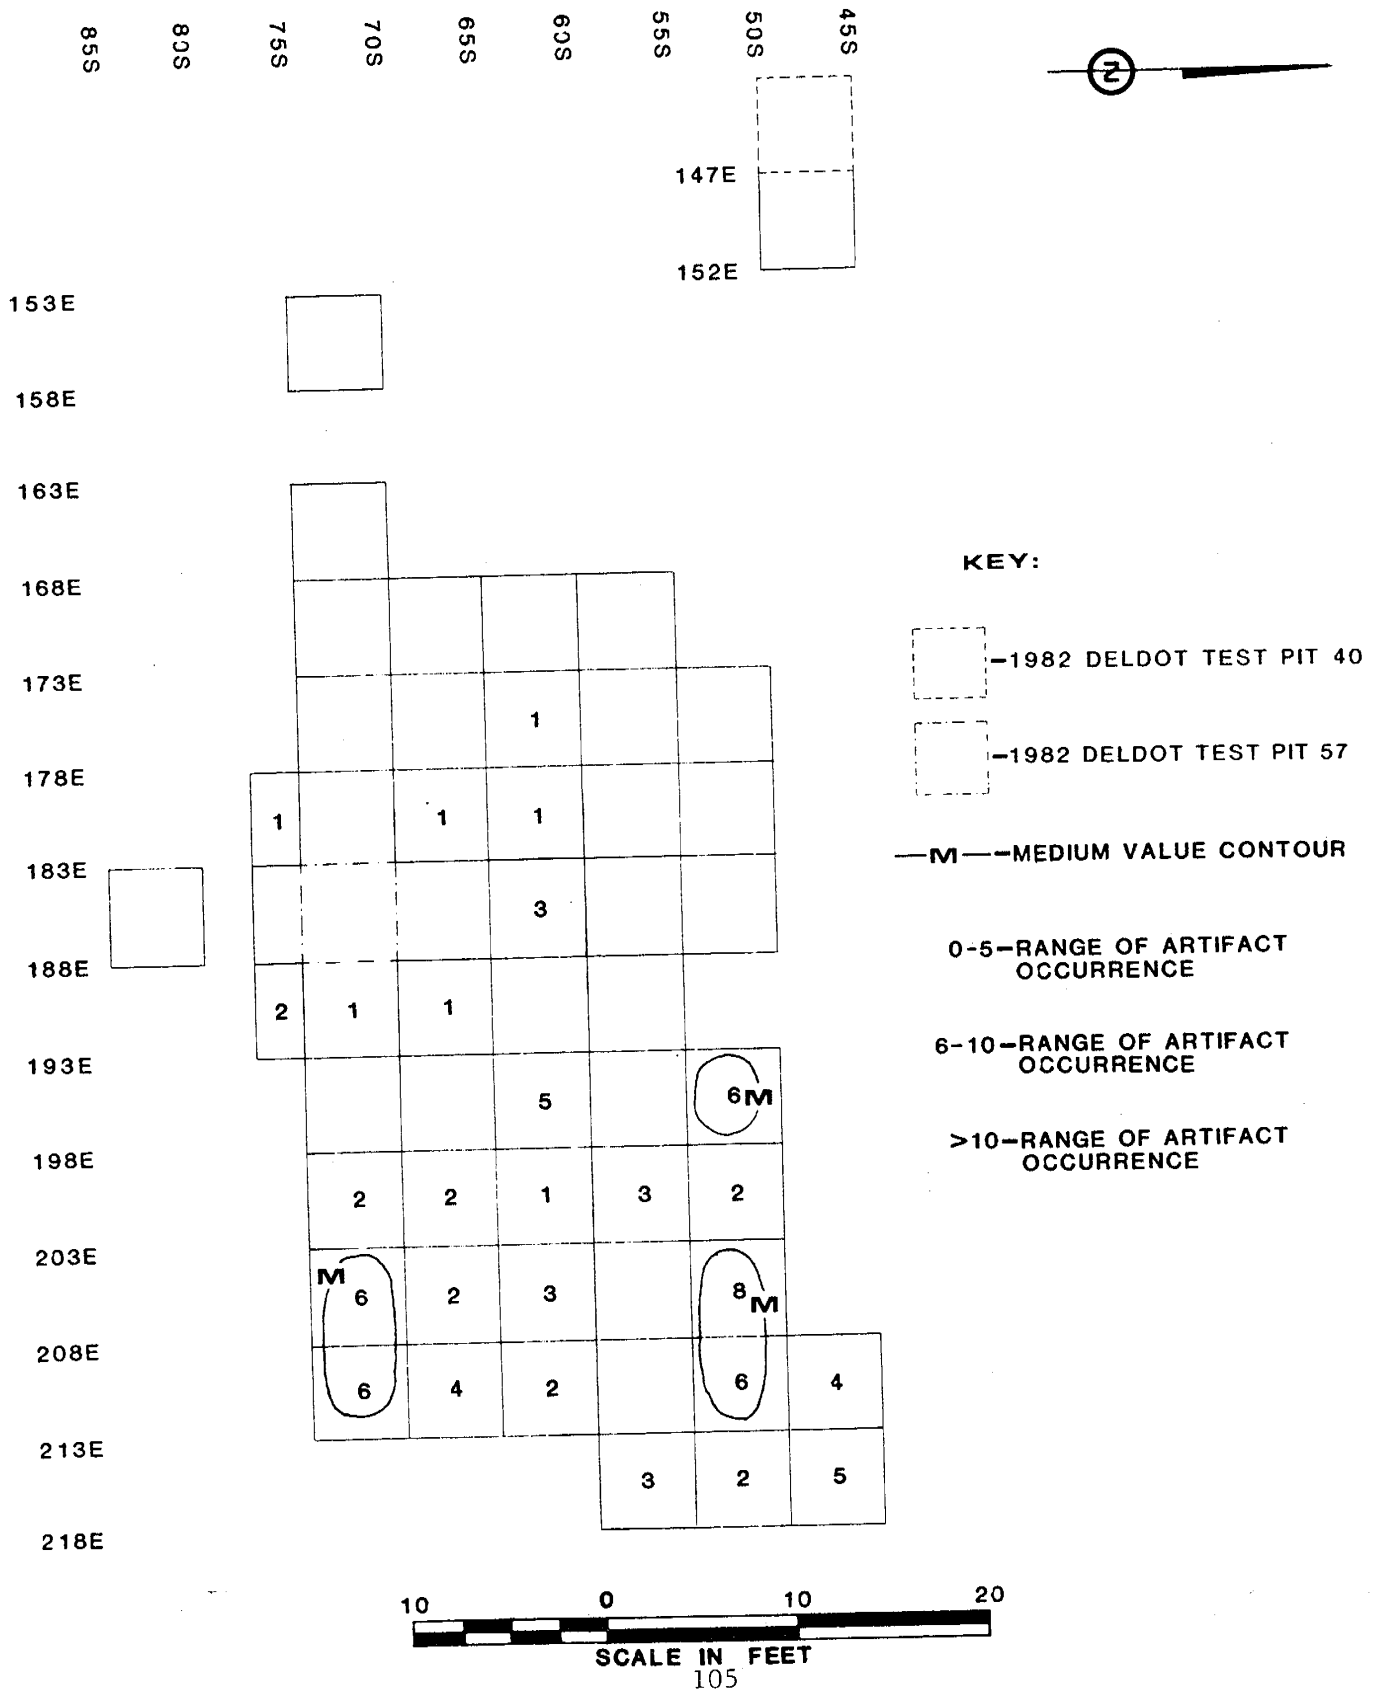 85S 80S 75S 70S 65S 60S 55S 50S 45S
N
147E
152E
153E
158E
163E
168E
KEY:
-1982 DELDOT TEST PIT 40
173E
1
-1982 DELDOT TEST PIT 57
178E
1 1 1
—M—-MEDIUM VALUE CONTOUR
183E
3
0-5-RANGE OF ARTIFACT
OCCURRENCE
188E
2 1 1
6-10-RANGE OF ARTIFACT
OCCURRENCE
193E
5 6 M
>10-RANGE OF ARTIFACT
OCCURRENCE
198E
2 2 1 3 2
203E
M 6 2 3 8 M
208E
6 4 2 6 4
213E
3 2 5
218E
10 0 10 20
SCALE IN FEET
105